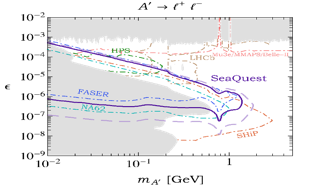 A′ → ℓ⁺ ℓ⁻
10⁻²
10⁻³
10⁻⁴
10⁻⁵
10⁻⁶
10⁻⁷
10⁻⁸
10⁻⁹
ϵ
HPS
LHCb
SeaQuest
FASER
NA62
SHiP
10⁻² 10⁻¹ 1
m_A′ [GeV]